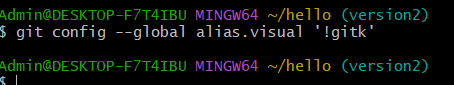 Admin@DESKTOP-F7T4IBU MINGW64 ~/hello (version2)
$ git config --global alias.visual '!gitk'
Admin@DESKTOP-F7T4IBU MINGW64 ~/hello (version2)
$